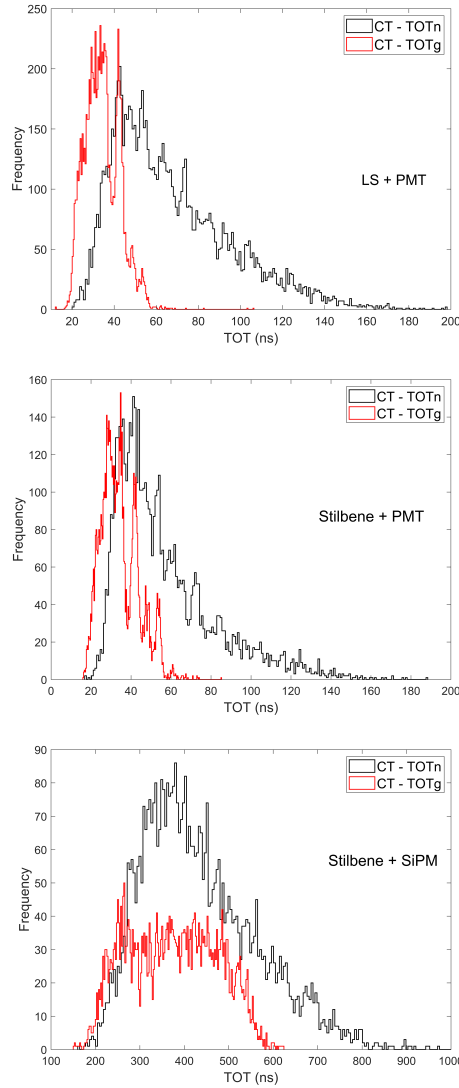 250
200
150
100
50
0
Frequency
CT - TOTn
CT - TOTg
LS + PMT
20 40 60 80 100 120 140 160 180 200
TOT (ns)
160
140
120
100
80
60
40
20
0
Frequency
CT - TOTn
CT - TOTg
Stilbene + PMT
0 20 40 60 80 100 120 140 160 180 200
TOT (ns)
90
80
70
60
50
40
30
20
10
0
Frequency
CT - TOTn
CT - TOTg
Stilbene + SiPM
100 200 300 400 500 600 700 800 900 1000
TOT (ns)